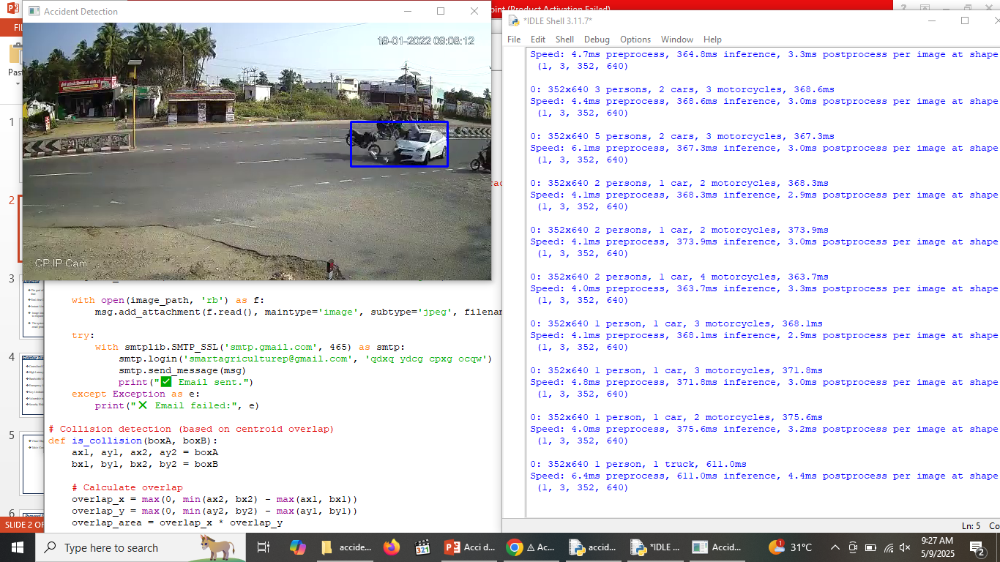 Accident Detection
oint (Product Activation Failed)
*IDLE Shell 3.11.7*
File Edit Shell Debug Options Window Help
FIL
Past
19-01-2022 09:08:12
CP IP Cam
1
2
3
4
5
6
with open(image_path, 'rb') as f:
msg.add_attachment(f.read(), maintype='image', subtype='jpeg', filenam
try:
with smtplib.SMTP_SSL('smtp.gmail.com', 465) as smtp:
smtp.login('smartagriculturep@gmail.com', 'qdxq ydcg cpxg ocqw')
smtp.send_message(msg)
print("✅ Email sent.")
except Exception as e:
print("❌ Email failed:", e)
# Collision detection (based on centroid overlap)
def is_collision(boxA, boxB):
ax1, ay1, ax2, ay2 = boxA
bx1, by1, bx2, by2 = boxB
# Calculate overlap
overlap_x = max(0, min(ax2, bx2) - max(ax1, bx1))
overlap_y = max(0, min(ay2, by2) - max(ay1, by1))
overlap_area = overlap_x * overlap_y
Speed: 4.7ms preprocess, 364.8ms inference, 3.3ms postprocess per image at shape
(1, 3, 352, 640)
0: 352x640 3 persons, 2 cars, 3 motorcycles, 368.6ms
Speed: 4.4ms preprocess, 368.6ms inference, 3.0ms postprocess per image at shape
(1, 3, 352, 640)
0: 352x640 5 persons, 2 cars, 3 motorcycles, 367.3ms
Speed: 6.1ms preprocess, 367.3ms inference, 3.0ms postprocess per image at shape
(1, 3, 352, 640)
0: 352x640 2 persons, 1 car, 2 motorcycles, 368.3ms
Speed: 4.1ms preprocess, 368.3ms inference, 2.9ms postprocess per image at shape
(1, 3, 352, 640)
0: 352x640 2 persons, 1 car, 2 motorcycles, 373.9ms
Speed: 4.1ms preprocess, 373.9ms inference, 3.0ms postprocess per image at shape
(1, 3, 352, 640)
0: 352x640 2 persons, 1 car, 4 motorcycles, 363.7ms
Speed: 4.0ms preprocess, 363.7ms inference, 3.3ms postprocess per image at shape
(1, 3, 352, 640)
0: 352x640 1 person, 1 car, 3 motorcycles, 368.1ms
Speed: 4.1ms preprocess, 368.1ms inference, 2.9ms postprocess per image at shape
(1, 3, 352, 640)
0: 352x640 1 person, 1 car, 3 motorcycles, 371.8ms
Speed: 4.8ms preprocess, 371.8ms inference, 3.0ms postprocess per image at shape
(1, 3, 352, 640)
0: 352x640 1 person, 1 car, 2 motorcycles, 375.6ms
Speed: 4.0ms preprocess, 375.6ms inference, 3.2ms postprocess per image at shape
(1, 3, 352, 640)
0: 352x640 1 person, 1 truck, 611.0ms
Speed: 6.4ms preprocess, 611.0ms inference, 4.4ms postprocess per image at shape
(1, 3, 352, 640)
Ln: 5 Co
SLIDE 2 OF
Type here to search
accide...
321
Acci d...
⚠ Ac...
accid...
*IDLE ...
Accid...
1
31°C
9:27 AM
5/9/2025
2